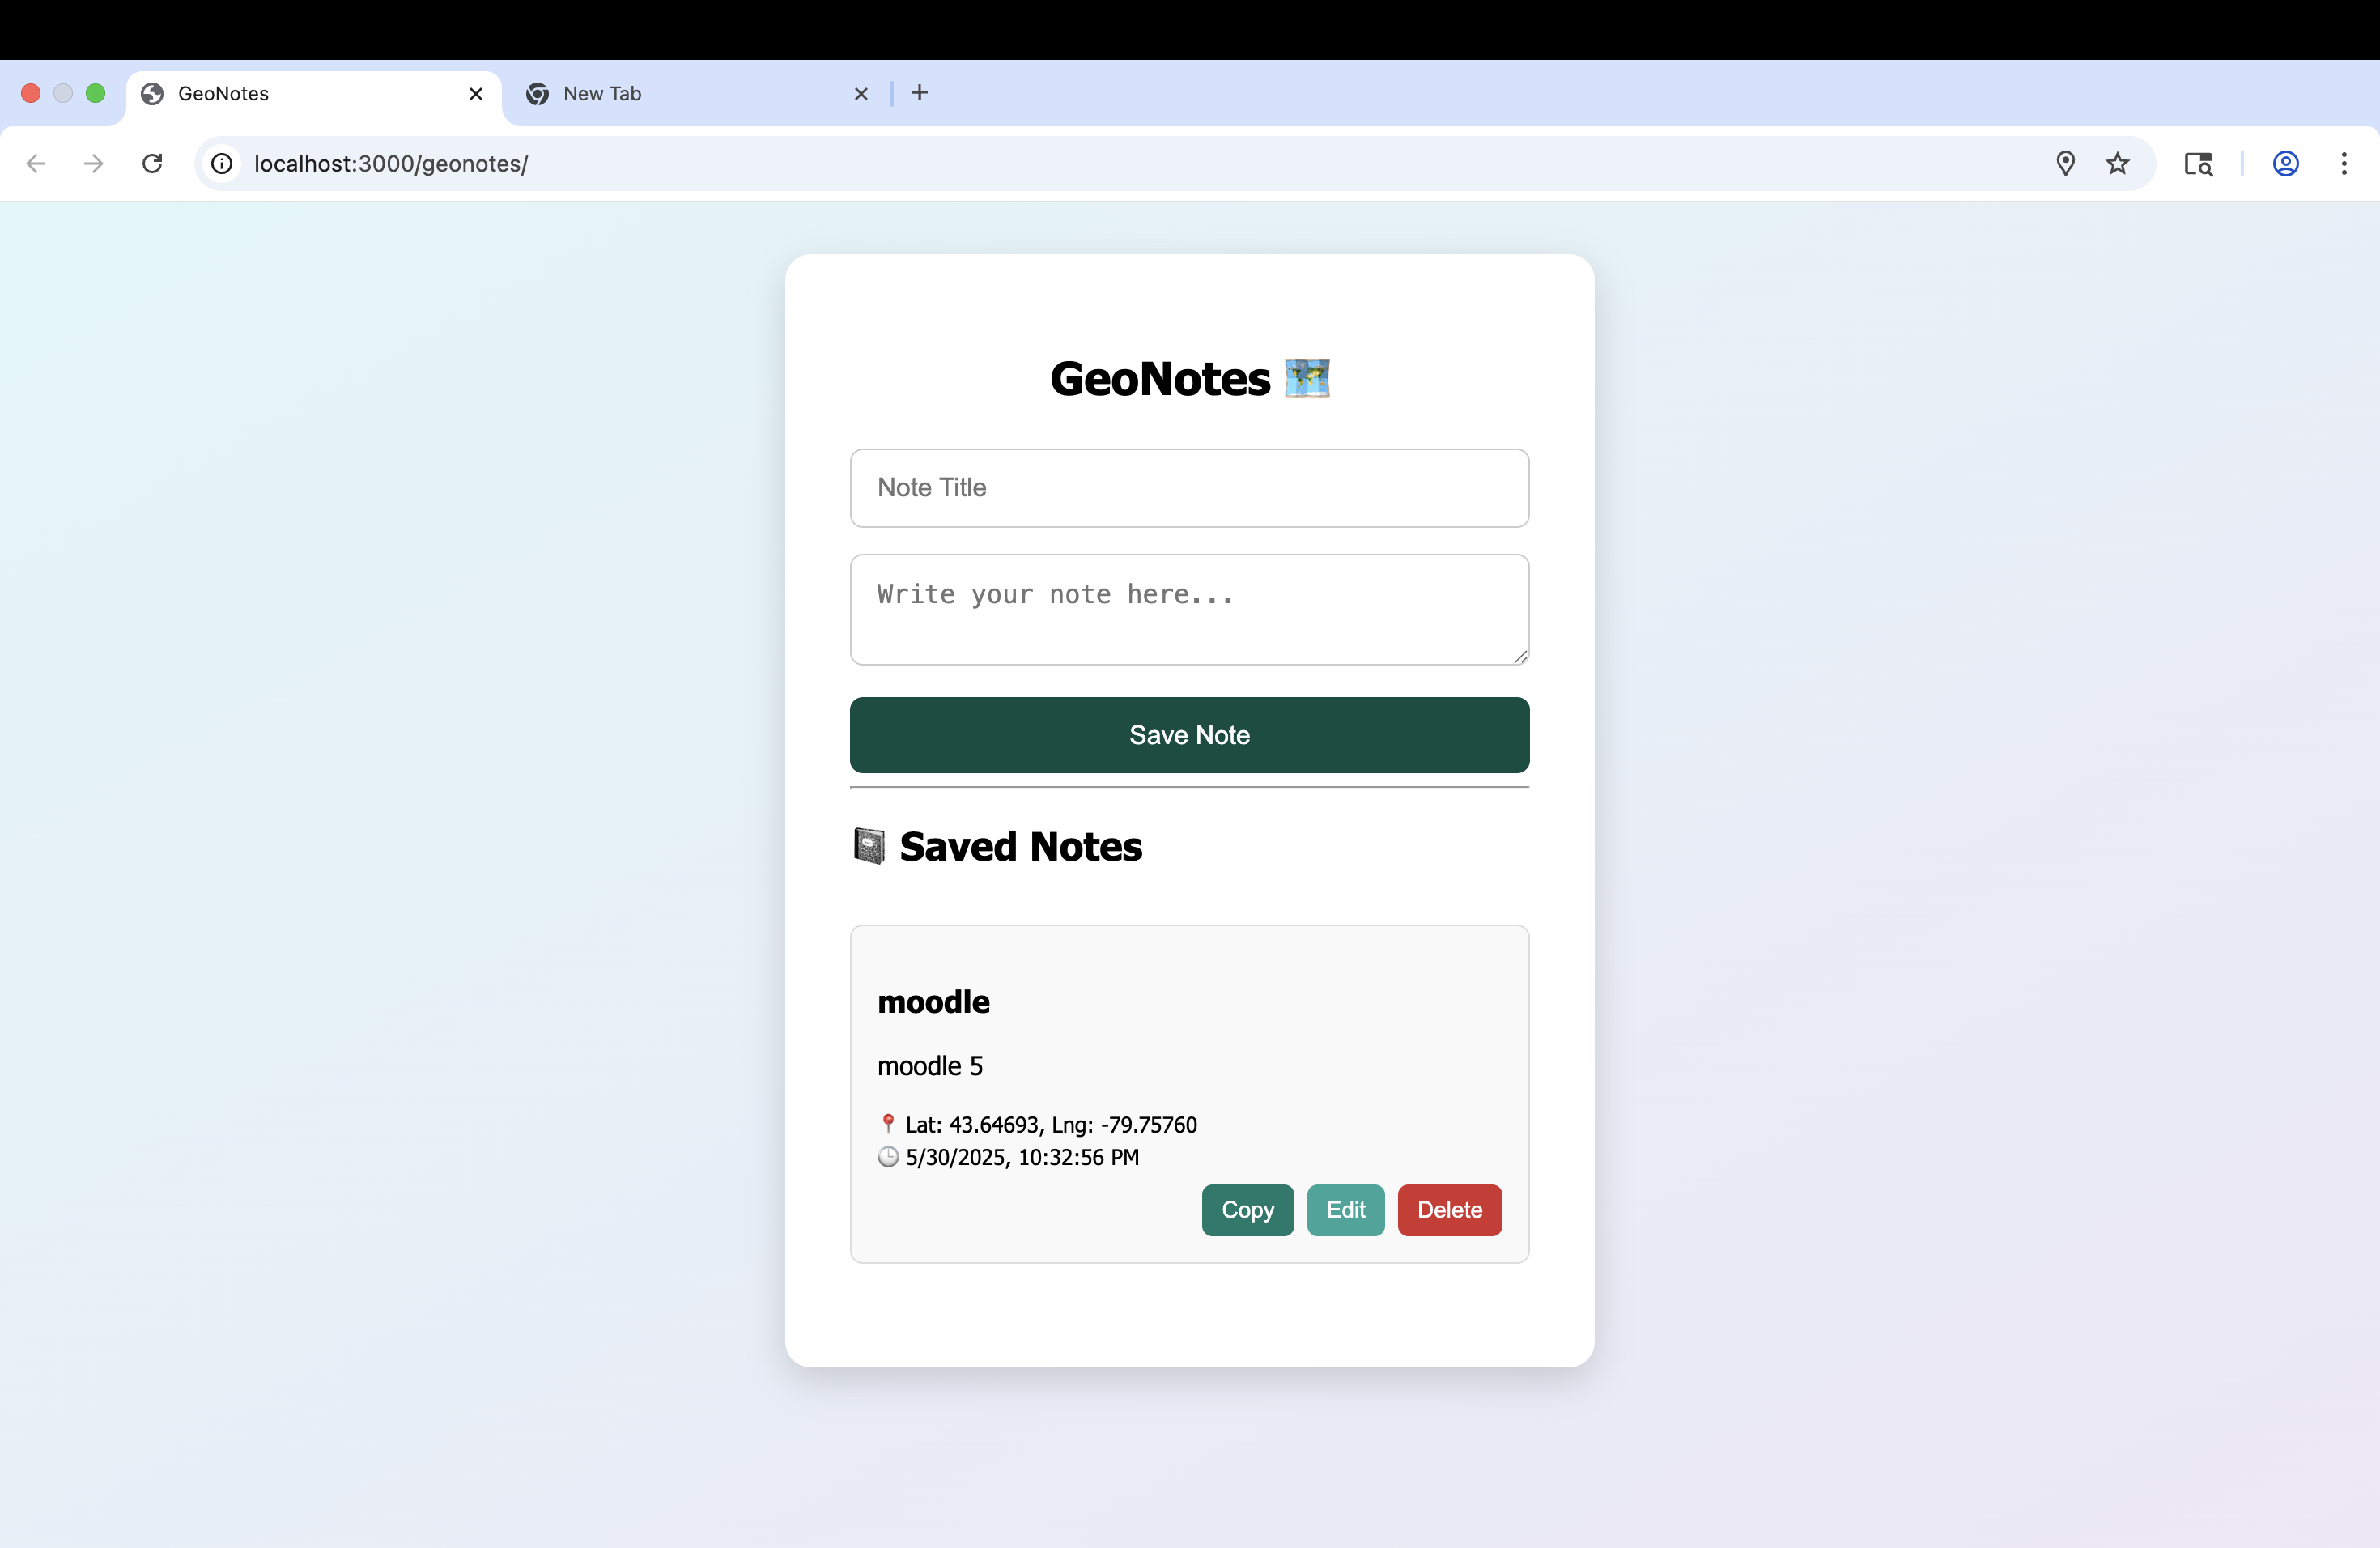 GeoNotes
New Tab
localhost:3000/geonotes/
GeoNotes 🗺️
Note Title
Write your note here...
Save Note
📓 Saved Notes
moodle
moodle 5
📍 Lat: 43.64693, Lng: -79.75760
🕒 5/30/2025, 10:32:56 PM
Copy Edit Delete